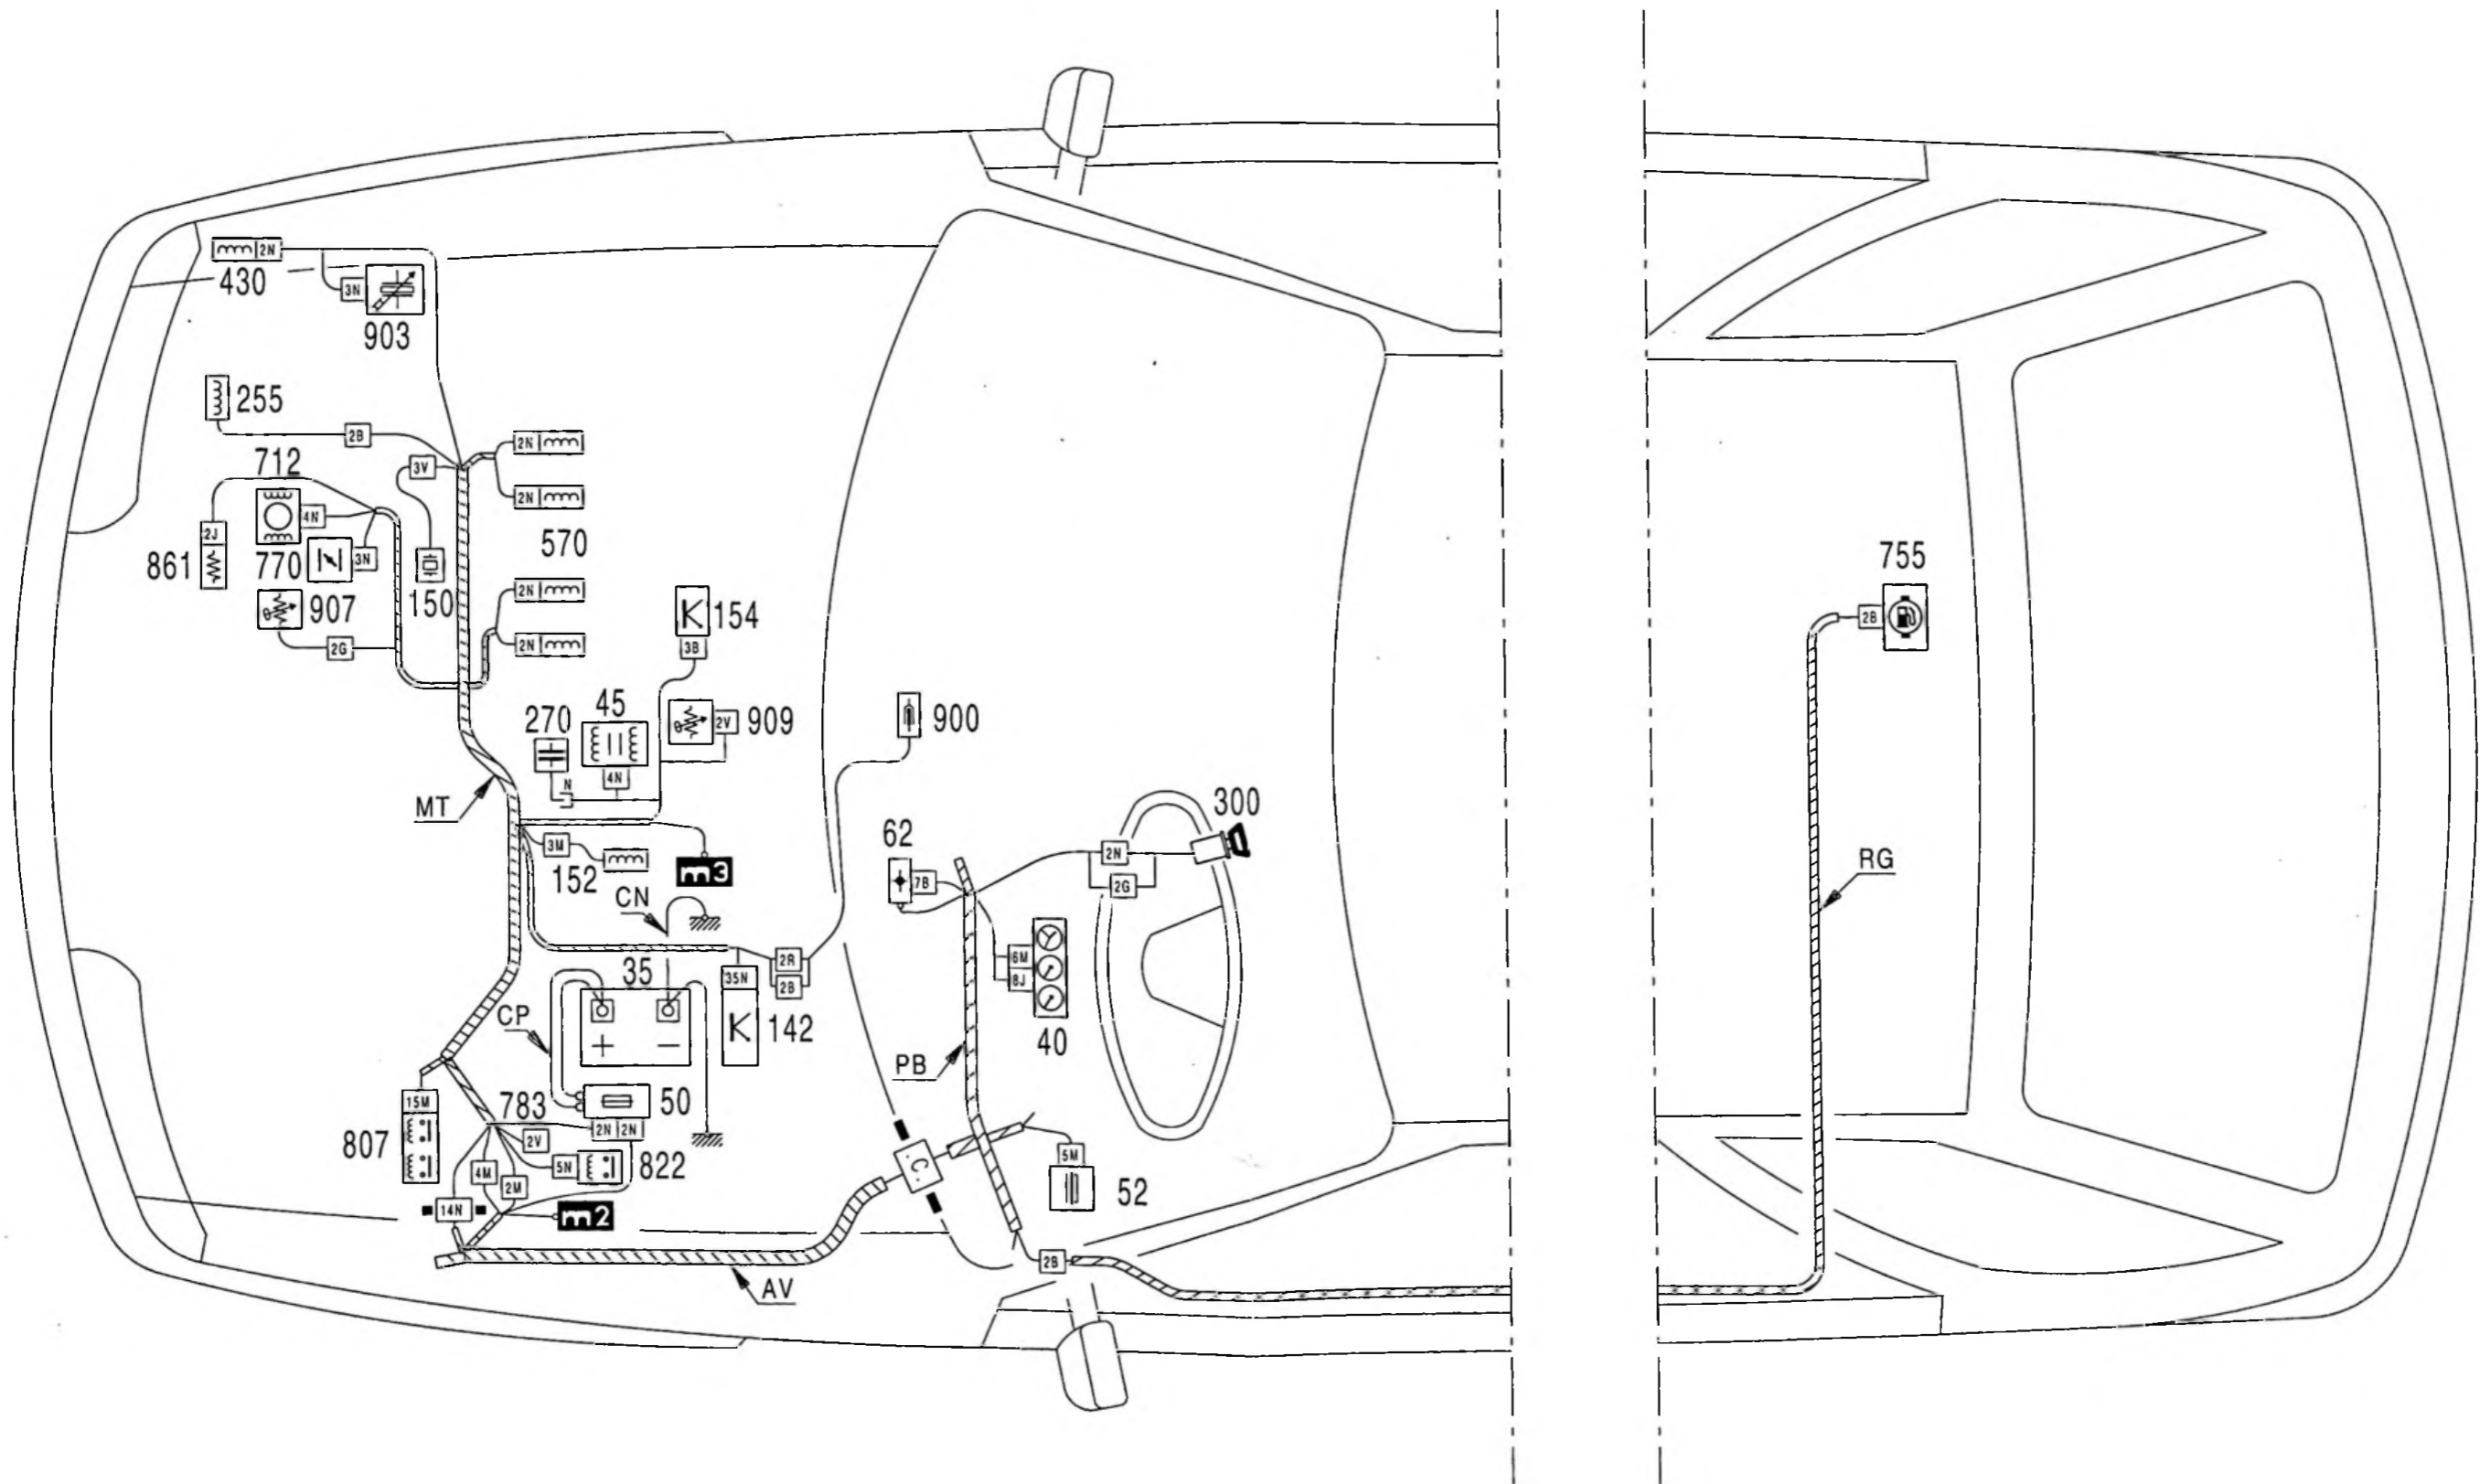 2N
430
3N
903
255
2B
712
3V
2N
2N
4N
2J
861
770
3N
150
570
907
2G
2N
2N
K
154
3B
755
2B
45
270
909
2V
900
4N
N
MT
300
62
2N
7B
2G
RG
3M
152
m3
CN
6M
8J
40
2R
2B
35
35N
CP
+
−
K
142
PB
50
783
15M
2N
2N
2V
807
4M
5N
822
2M
.C.
5M
52
14N
m2
2B
AV